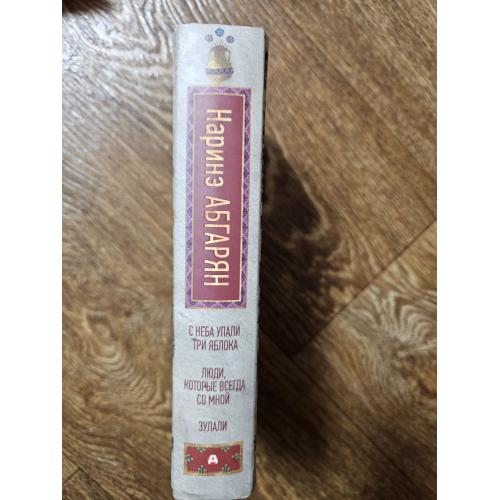 Наринэ АБГАРЯН
С НЕБА УПАЛИ
ТРИ ЯБЛОКА
ЛЮДИ,
КОТОРЫЕ ВСЕГДА
СО МНОЙ
ЗУЛАЛИ
А